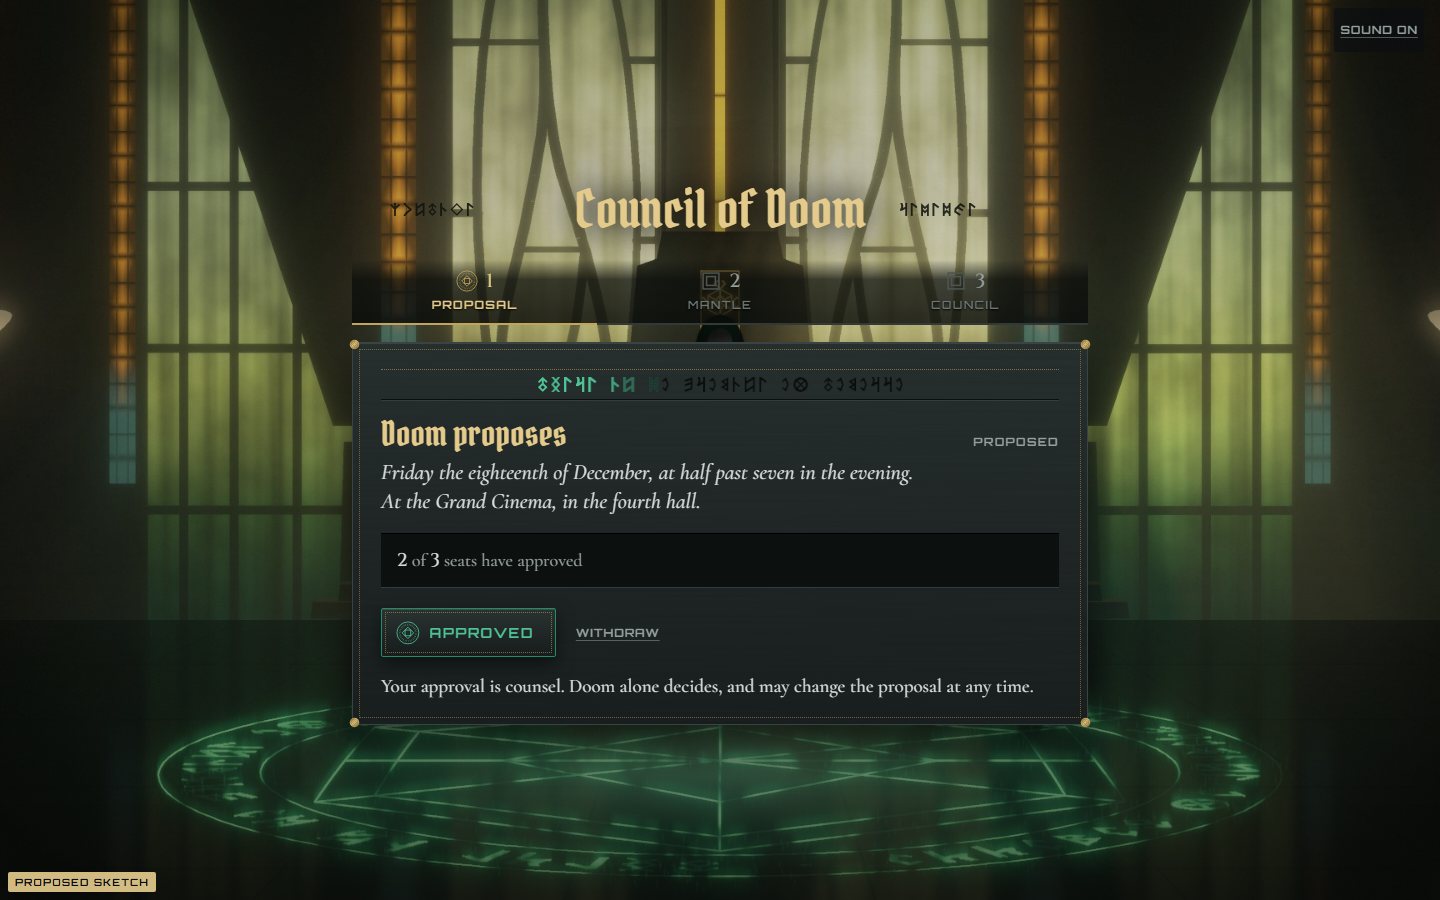 SOUND ON
Council of Doom
1
PROPOSAL
2
MANTLE
3
COUNCIL
Doom proposes
PROPOSED
Friday the eighteenth of December, at half past seven in the evening.
At the Grand Cinema, in the fourth hall.
2 of 3 seats have approved
APPROVED
WITHDRAW
Your approval is counsel. Doom alone decides, and may change the proposal at any time.
PROPOSED SKETCH